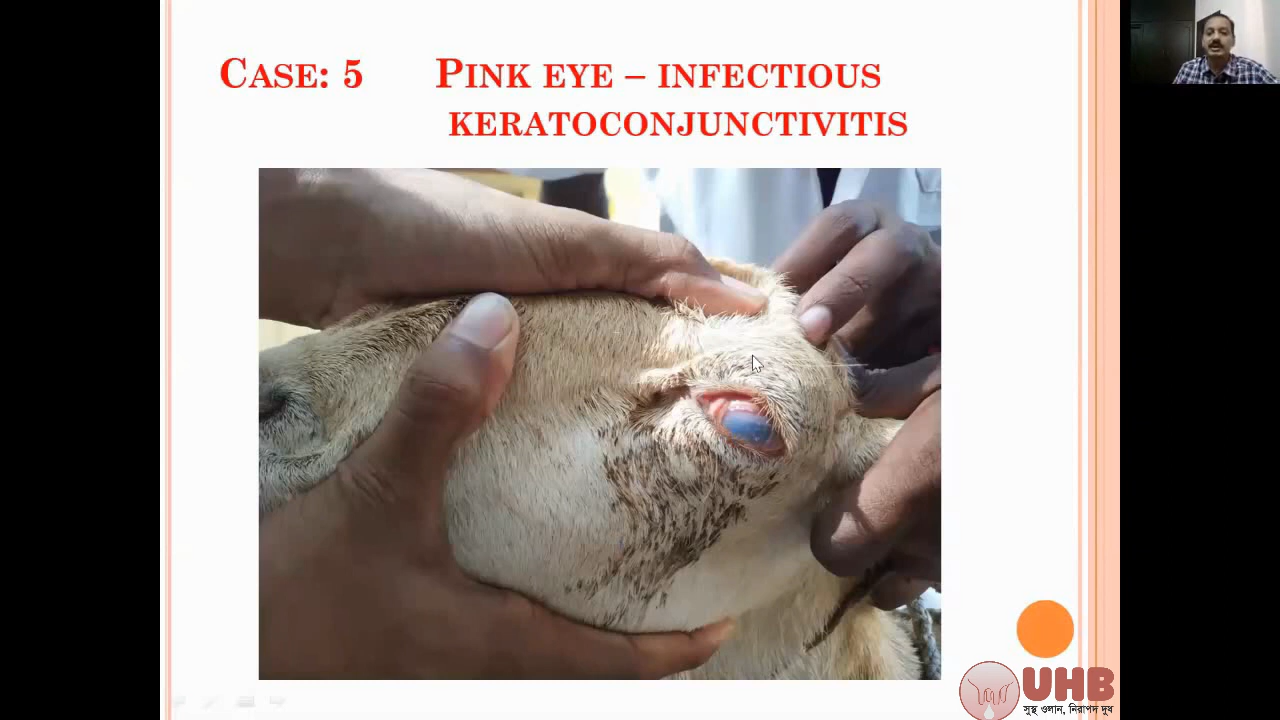 CASE: 5 PINK EYE – INFECTIOUS
KERATOCONJUNCTIVITIS
UHB
সুস্থ ওলান, নিরাপদ দুধ